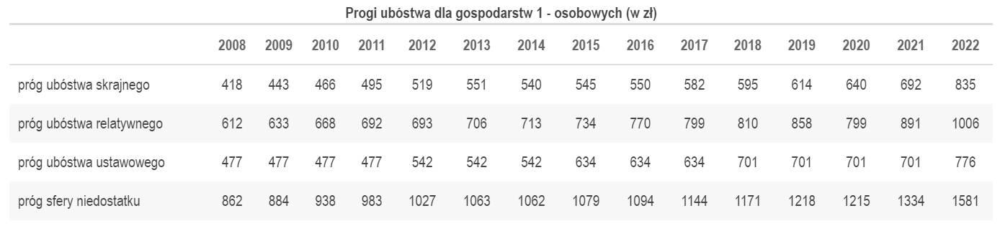 Progi ubóstwa dla gospodarstw 1 - osobowych (w zł)
2008 2009 2010 2011 2012 2013 2014 2015 2016 2017 2018 2019 2020 2021 2022
próg ubóstwa skrajnego 418 443 466 495 519 551 540 545 550 582 595 614 640 692 835
próg ubóstwa relatywnego 612 633 668 692 693 706 713 734 770 799 810 858 799 891 1006
próg ubóstwa ustawowego 477 477 477 477 542 542 542 634 634 634 701 701 701 701 776
próg sfery niedostatku 862 884 938 983 1027 1063 1062 1079 1094 1144 1171 1218 1215 1334 1581